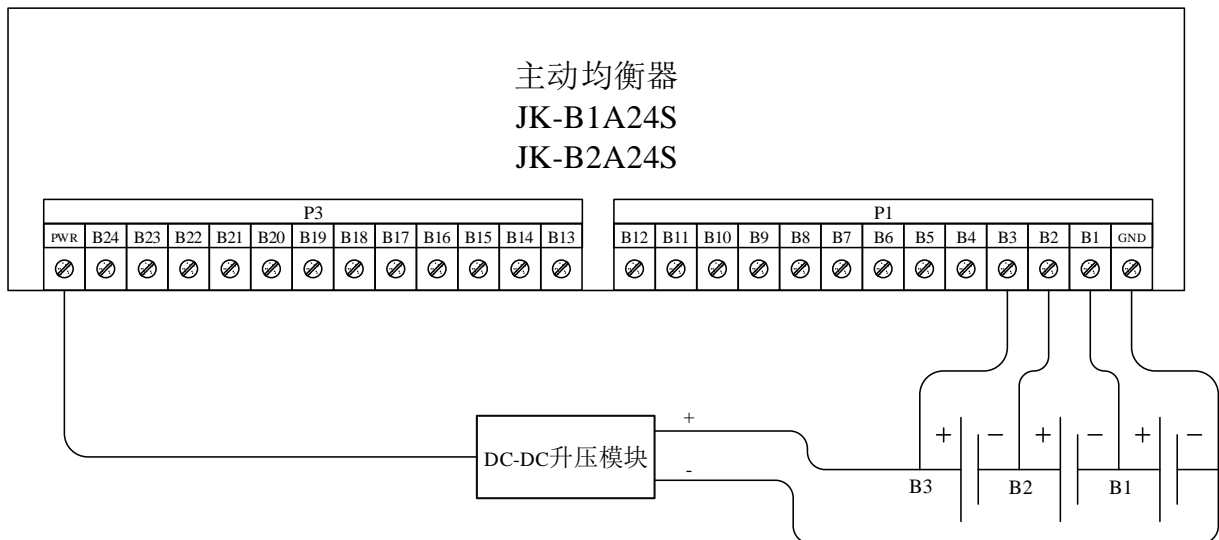 主动均衡器
JK-B1A24S
JK-B2A24S
P3 P1
PWR B24 B23 B22 B21 B20 B19 B18 B17 B16 B15 B14 B13 B12 B11 B10 B9 B8 B7 B6 B5 B4 B3 B2 B1 GND
+
DC-DC升压模块
-
+ - + - + -
B3 B2 B1